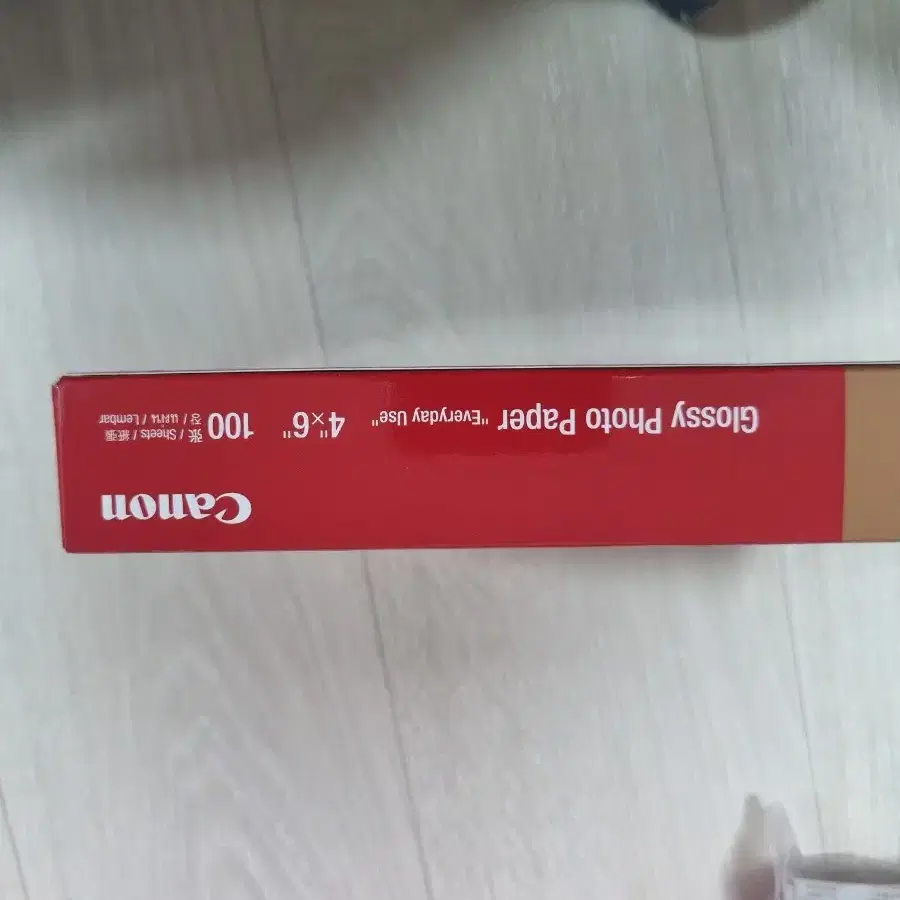 Canon
Glossy Photo Paper "Everyday Use" 4"×6" 100 张 / Sheets / 紙張
장 / แผ่น / Lembar